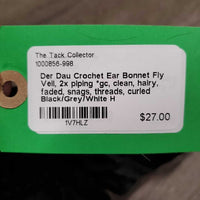 The Tack Collector
1000856-998
Der Dau Crochet Ear Bonnet Fly
Veil, 2x piping *gc, clean, hairy,
faded, snags, threads, curled
Black/Grey/White H
1V7HLZ
$27.00